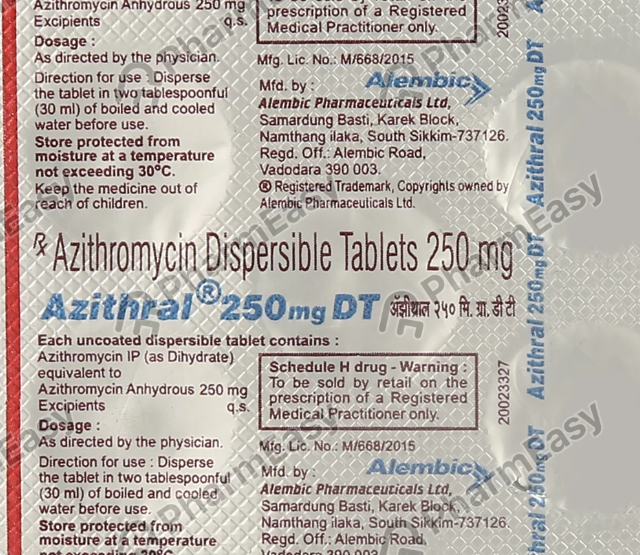 Azithromycin Anhydrous 250 mg
Excipients q.s.
Dosage :
As directed by the physician.
Direction for use : Disperse
the tablet in two tablespoonful
(30 ml) of boiled and cooled
water before use.
Store protected from
moisture at a temperature
not exceeding 30°C.
Keep the medicine out of
reach of children.
prescription of a Registered
Medical Practitioner only.
Mfg. Lic. No.: M/668/2015
Mfd. by : Alembic
Alembic Pharmaceuticals Ltd,
Samardung Basti, Karek Block,
Namthang ilaka, South Sikkim-737126.
Regd. Off.: Alembic Road,
Vadodara 390 003.
® Registered Trademark, Copyrights owned by
Alembic Pharmaceuticals Ltd.
Rx Azithromycin Dispersible Tablets 250 mg
Azithral® 250mg DT अ‍ॅझीथ्राल २५० मि. ग्रा. डी टी
Each uncoated dispersible tablet contains :
Azithromycin IP (as Dihydrate)
equivalent to
Azithromycin Anhydrous 250 mg
Excipients q.s.
Dosage :
As directed by the physician.
Direction for use : Disperse
the tablet in two tablespoonful
(30 ml) of boiled and cooled
water before use.
Store protected from
moisture at a temperature
not exceeding 30°C
Schedule H drug - Warning :
To be sold by retail on the
prescription of a Registered
Medical Practitioner only.
20023327
Mfg. Lic. No.: M/668/2015
Mfd. by : Alembic
Alembic Pharmaceuticals Ltd,
Samardung Basti, Karek Block,
Namthang ilaka, South Sikkim-737126.
Regd. Off.: Alembic Road,
Vadodara 390 003.
Azithral 250mg DT
Azithral 250mg DT
Azithral 250mg DT
PharmEasy
PharmEasy
PharmEasy
PharmEasy